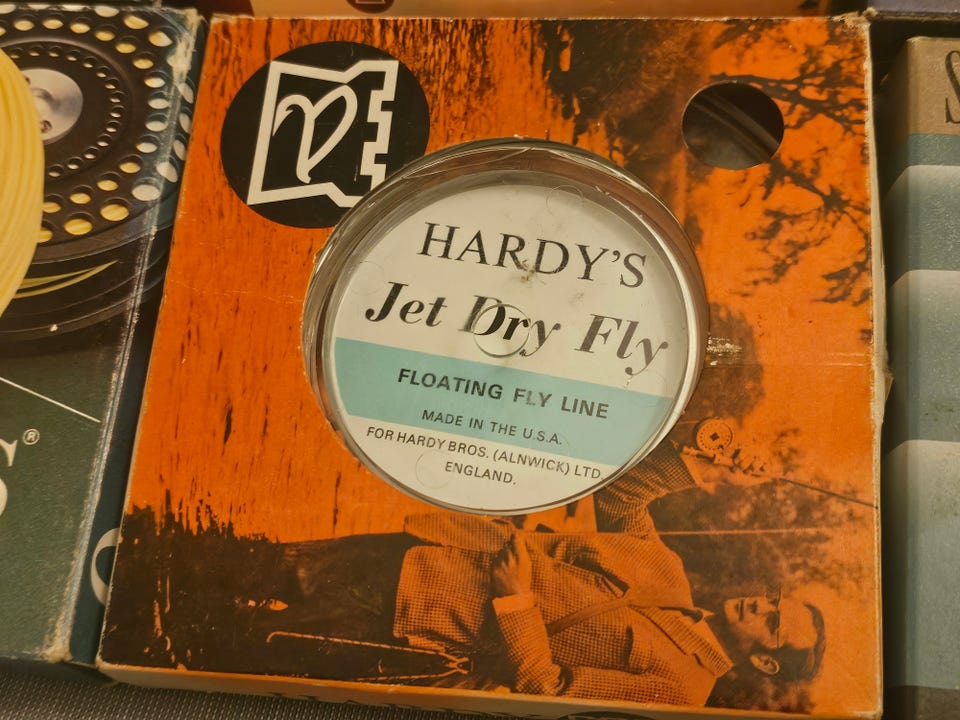 HARDY'S
Jet Dry Fly
FLOATING FLY LINE
MADE IN THE U.S.A.
FOR HARDY BROS. (ALNWICK) LTD
ENGLAND.
S®
S